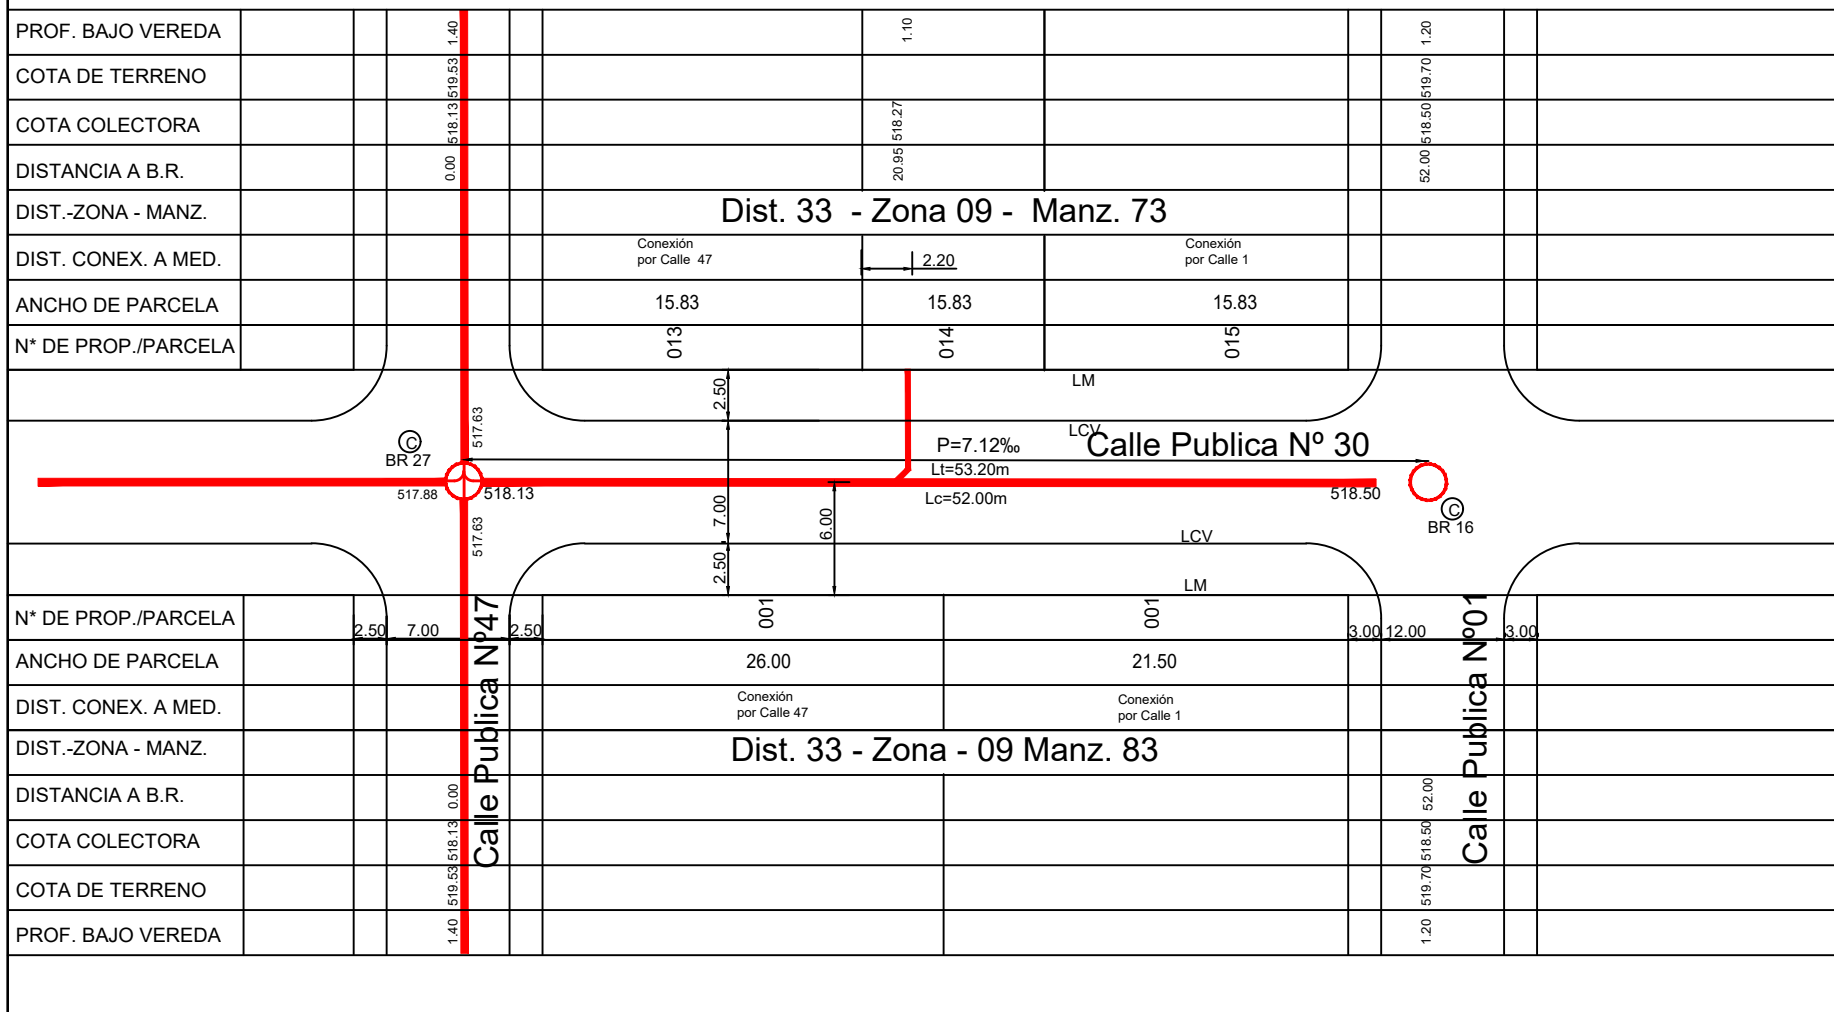 PROF. BAJO VEREDA 1.40 1.10 1.20
COTA DE TERRENO 519.53 519.70
COTA COLECTORA 518.13 518.27 518.50
DISTANCIA A B.R. 0.00 20.95 52.00
DIST.-ZONA - MANZ. Dist. 33 - Zona 09 - Manz. 73
DIST. CONEX. A MED.
Conexión
por Calle 47
2.20
Conexión
por Calle 1
ANCHO DE PARCELA 15.83 15.83 15.83
N* DE PROP./PARCELA 013 014 015
LM
2.50
LCV
517.63
C
BR 27
P=7.12‰
Calle Publica Nº 30
Lt=53.20m
517.88
518.13
Lc=52.00m
518.50
7.00
6.00
C
BR 16
517.63
LCV
2.50
LM
N* DE PROP./PARCELA 001 001
2.50 7.00 2.50 3.00 12.00 3.00
Calle Publica Nº47
Calle Publica Nº01
ANCHO DE PARCELA 26.00 21.50
DIST. CONEX. A MED.
Conexión
por Calle 47
Conexión
por Calle 1
DIST.-ZONA - MANZ. Dist. 33 - Zona - 09 Manz. 83
DISTANCIA A B.R. 0.00 52.00
COTA COLECTORA 518.13 518.50
COTA DE TERRENO 519.53 519.70
PROF. BAJO VEREDA 1.40 1.20